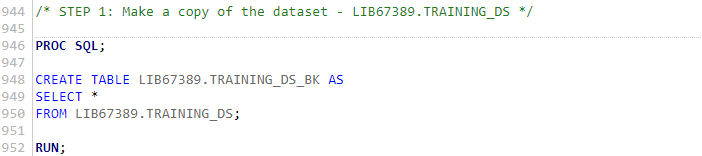 944 /* STEP 1: Make a copy of the dataset - LIB67389.TRAINING_DS */
945
946 PROC SQL;
947
948 CREATE TABLE LIB67389.TRAINING_DS_BK AS
949 SELECT *
950 FROM LIB67389.TRAINING_DS;
951
952 RUN;